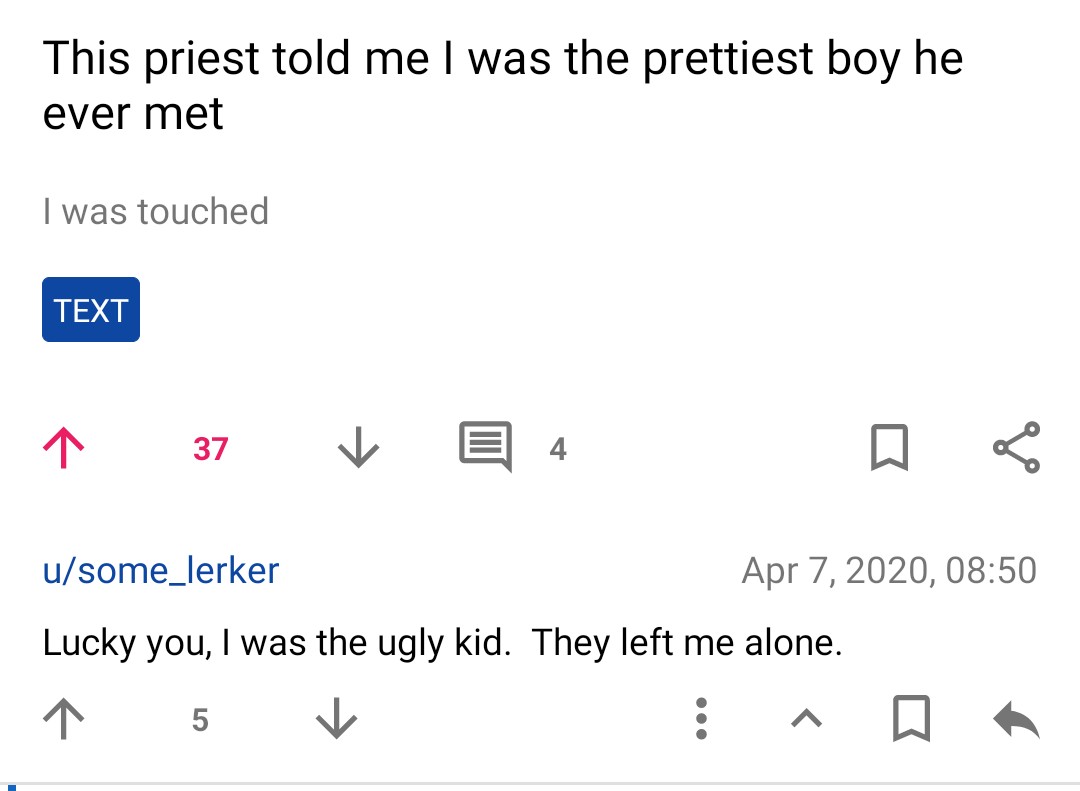 This priest told me I was the prettiest boy he
ever met
I was touched
TEXT
37
4
u/some_lerker
Apr 7, 2020, 08:50
Lucky you, I was the ugly kid.  They left me alone.
5